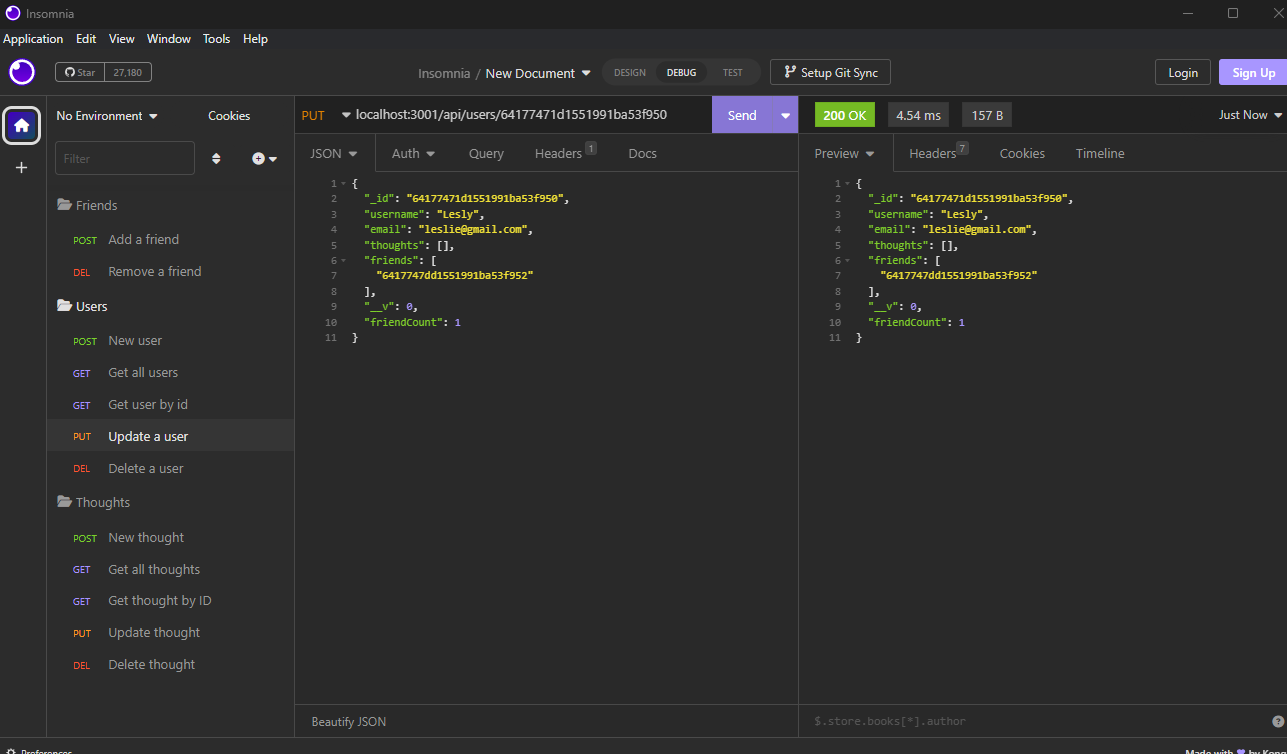 Insomnia
Application Edit View Window Tools Help
Star 27,180
Insomnia / New Document
DESIGN DEBUG TEST
Setup Git Sync
Login
Sign Up
No Environment
Cookies
Filter
Friends
POST Add a friend
DEL Remove a friend
Users
POST New user
GET Get all users
GET Get user by id
PUT Update a user
DEL Delete a user
Thoughts
POST New thought
GET Get all thoughts
GET Get thought by ID
PUT Update thought
DEL Delete thought
PUT localhost:3001/api/users/64177471d1551991ba53f950 Send
JSON Auth Query Headers 1 Docs
1 {
2 "_id": "64177471d1551991ba53f950",
3 "username": "Lesly",
4 "email": "leslie@gmail.com",
5 "thoughts": [],
6 "friends": [
7 "6417747dd1551991ba53f952"
8 ],
9 "__v": 0,
10 "friendCount": 1
11 }
Beautify JSON
200 OK 4.54 ms 157 B Just Now
Preview Headers 7 Cookies Timeline
1 {
2 "_id": "64177471d1551991ba53f950",
3 "username": "Lesly",
4 "email": "leslie@gmail.com",
5 "thoughts": [],
6 "friends": [
7 "6417747dd1551991ba53f952"
8 ],
9 "__v": 0,
10 "friendCount": 1
11 }
$.store.books[*].author
Preferences
Made with by Kong